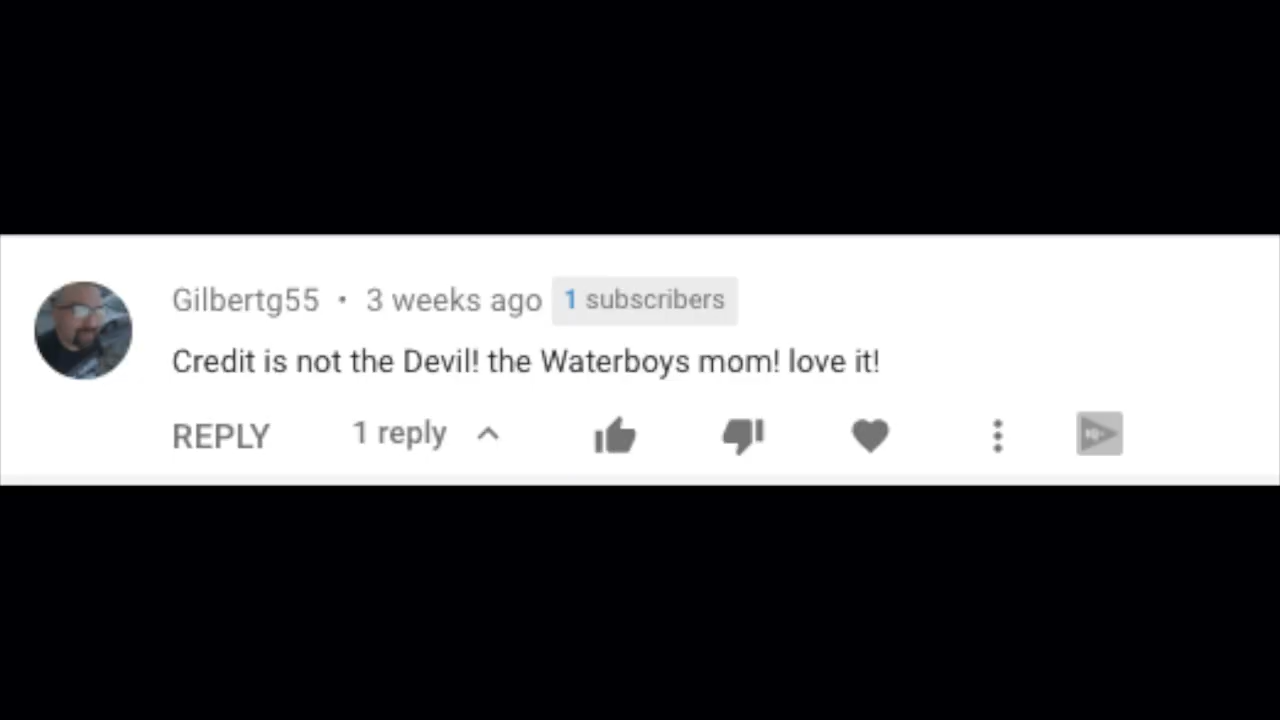 Gilbertg55 • 3 weeks ago 1 subscribers
Credit is not the Devil! the Waterboys mom! love it!
REPLY 1 reply